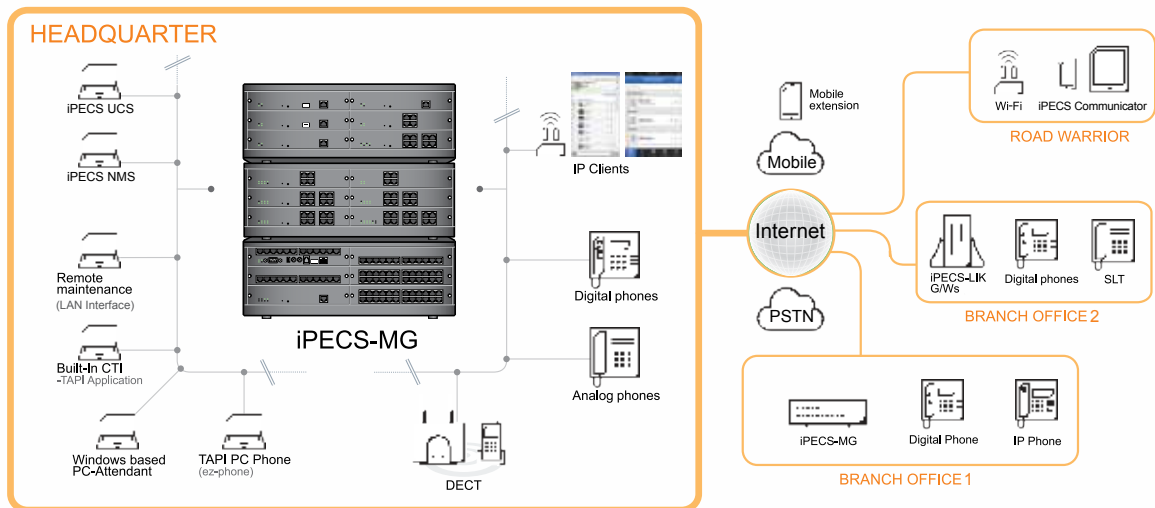 HEADQUARTER
iPECS UCS
iPECS NMS
Remote
maintenance
(LAN Interface)
Built-In CTI
-TAPI Application
Windows based
PC-Attendant
TAPI PC Phone
(ez-phone)
iPECS-MG
IP Clients
Digital phones
Analog phones
DECT
Mobile
extension
Mobile
Internet
PSTN
Wi-Fi
iPECS Communicator
ROAD WARRIOR
iPECS-LIK
G/Ws
Digital phones
SLT
BRANCH OFFICE 2
iPECS-MG
Digital Phone
IP Phone
BRANCH OFFICE 1